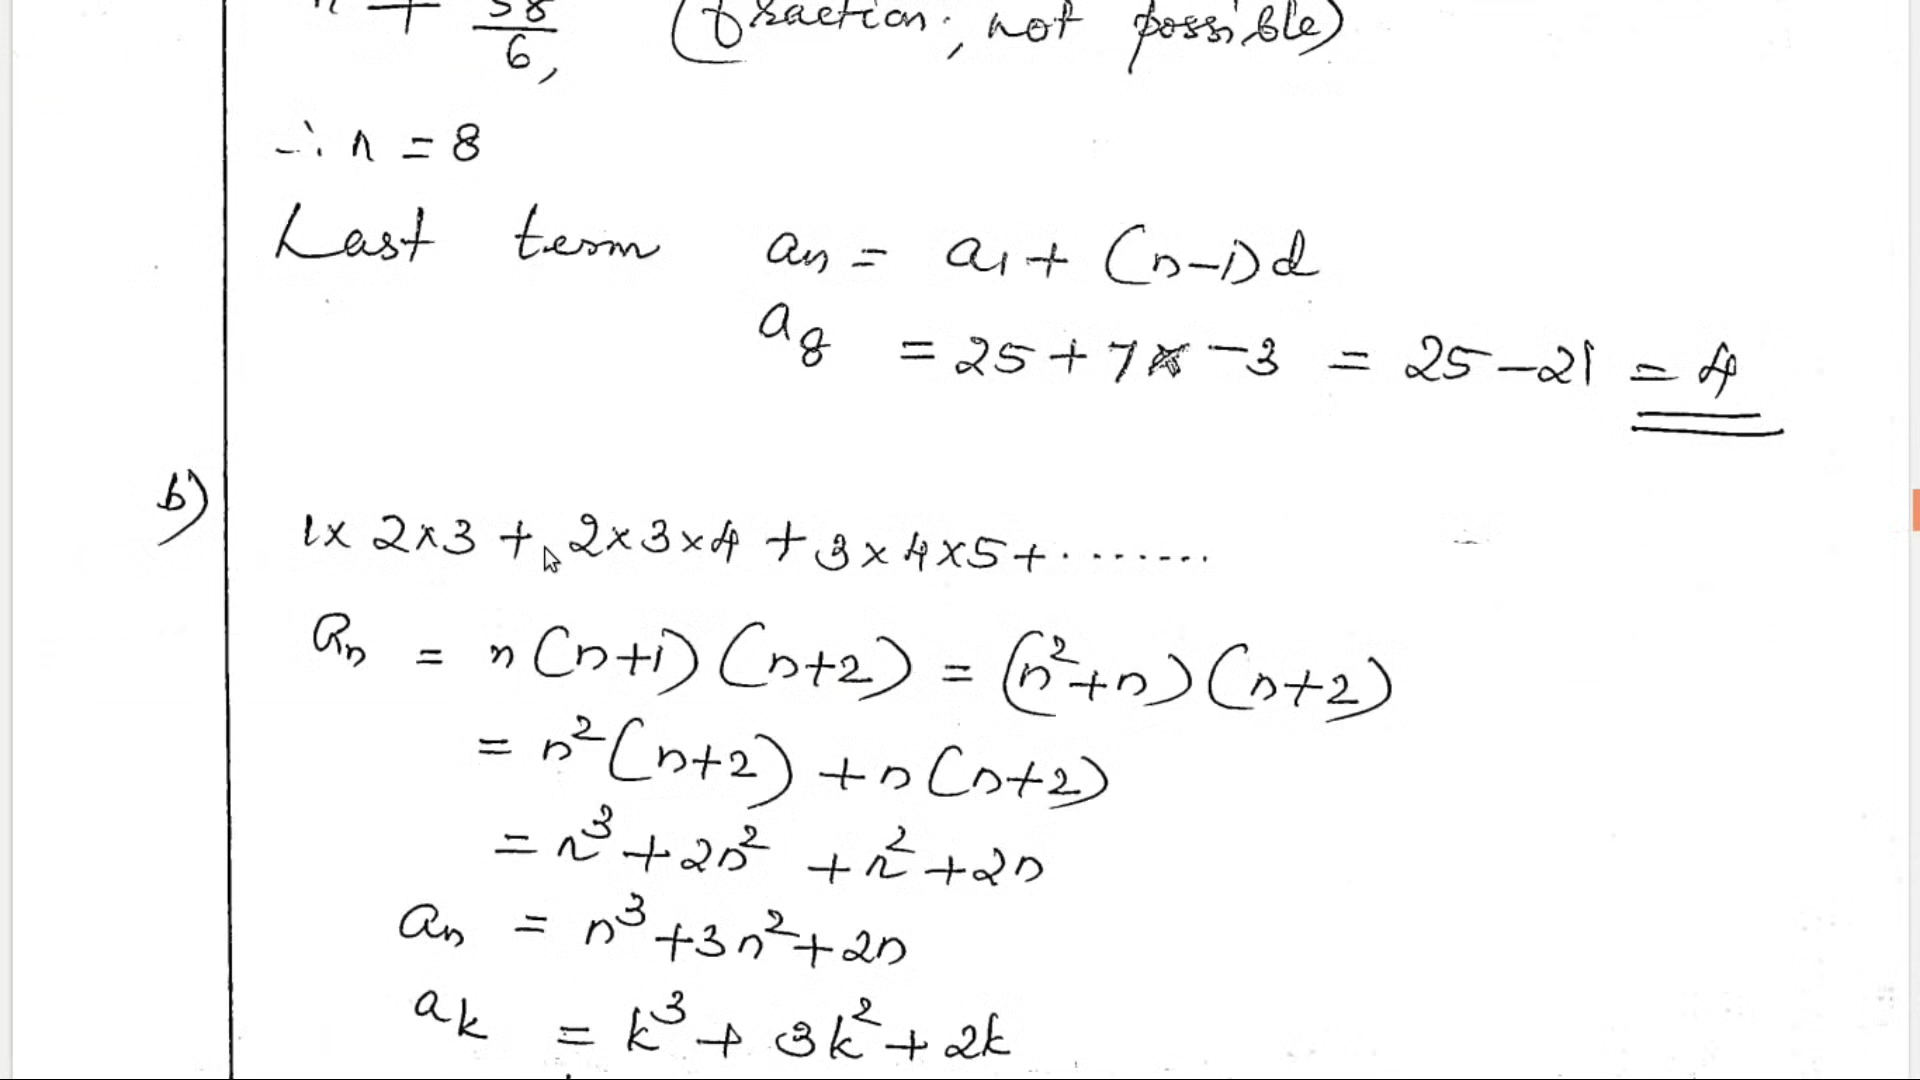 n ≠ 58/6, (fraction, not possible)
∴ n = 8
Last term an = a1 + (n-1)d
a8 = 25 + 7 × -3 = 25 - 21 = 4
b)
1 × 2 × 3 + 2 × 3 × 4 + 3 × 4 × 5 + ........
an = n(n+1)(n+2) = (n²+n)(n+2)
= n²(n+2) + n(n+2)
= n³ + 2n² + n² + 2n
an = n³ + 3n² + 2n
ak = k³ + 3k² + 2k